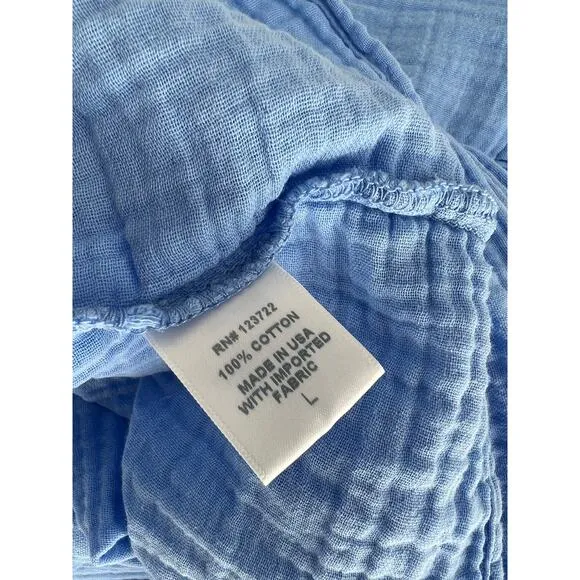 RN# 123722
100% COTTON
MADE IN USA
WITH IMPORTED
FABRIC
L